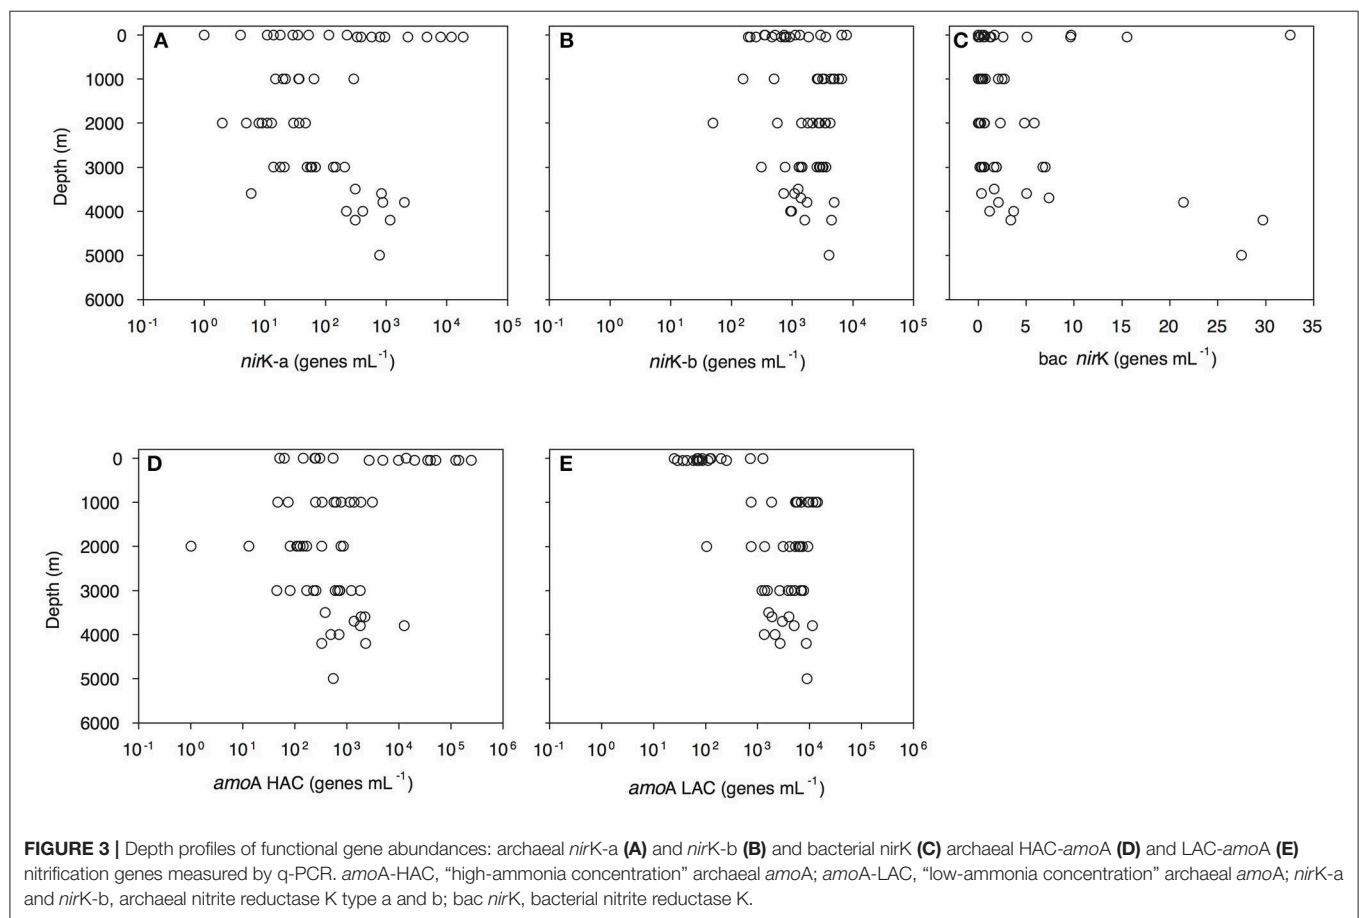 A
B
C
0
1000
2000
3000
4000
5000
6000
Depth (m)
10-1 100 101 102 103 104 105
nirK-a (genes mL-1)
10-1 100 101 102 103 104 105
nirK-b (genes mL-1)
0 5 10 15 20 25 30 35
bac nirK (genes mL-1)
D
E
0
1000
2000
3000
4000
5000
6000
Depth (m)
10-1 100 101 102 103 104 105 106
amoA HAC (genes mL-1)
10-1 100 101 102 103 104 105 106
amoA LAC (genes mL-1)
FIGURE 3 | Depth profiles of functional gene abundances: archaeal nirK-a (A) and nirK-b (B) and bacterial nirK (C) archaeal HAC-amoA (D) and LAC-amoA (E)
nitrification genes measured by q-PCR. amoA-HAC, “high-ammonia concentration” archaeal amoA; amoA-LAC, “low-ammonia concentration” archaeal amoA; nirK-a
and nirK-b, archaeal nitrite reductase K type a and b; bac nirK, bacterial nitrite reductase K.